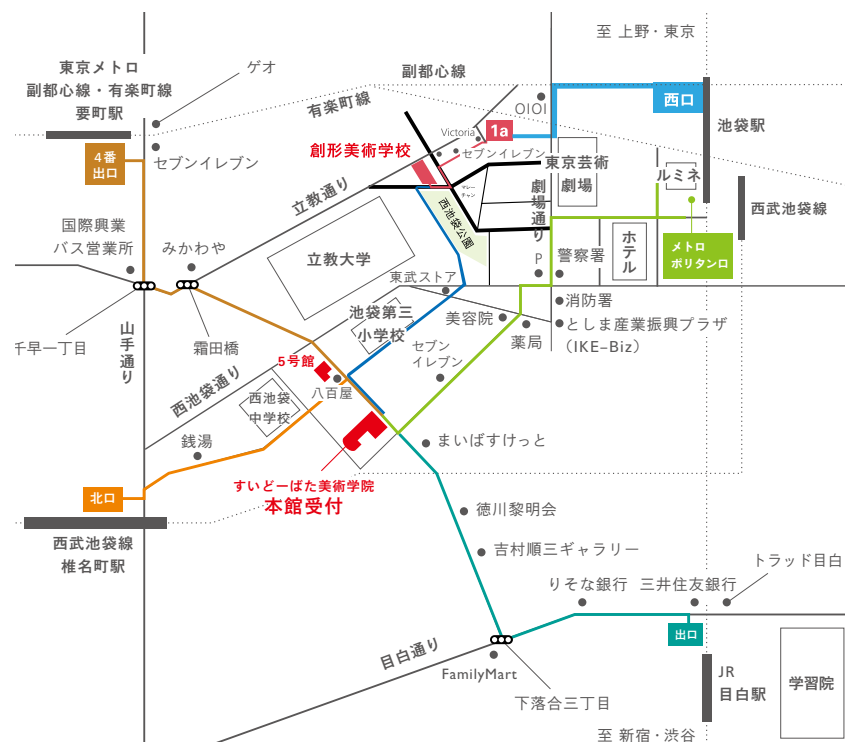 至 上野・東京
東京メトロ
副都心線・有楽町線
要町駅
ゲオ
副都心線
有楽町線
OIOI
西口
池袋駅
Victoria
1a
セブンイレブン
創形美術学校
東京芸術
劇場
ルミネ
4番
出口
セブンイレブン
マレー
チャン
立教通り
劇場通り
西池袋公園
西武池袋線
国際興業
バス営業所
みかわや
立教大学
P
警察署
ホテル
メトロ
ポリタン口
東武ストア
消防署
千早一丁目
山手通り
霜田橋
池袋第三
小学校
美容院
薬局
としま産業振興プラザ
（IKE−Biz）
セブン
イレブン
5号館
八百屋
西池袋通り
西池袋
中学校
銭湯
まいばすけっと
すいどーばた美術学院
本館受付
北口
徳川黎明会
西武池袋線
椎名町駅
吉村順三ギャラリー
トラッド目白
りそな銀行
三井住友銀行
出口
目白通り
FamilyMart
下落合三丁目
JR
目白駅
学習院
至 新宿・渋谷